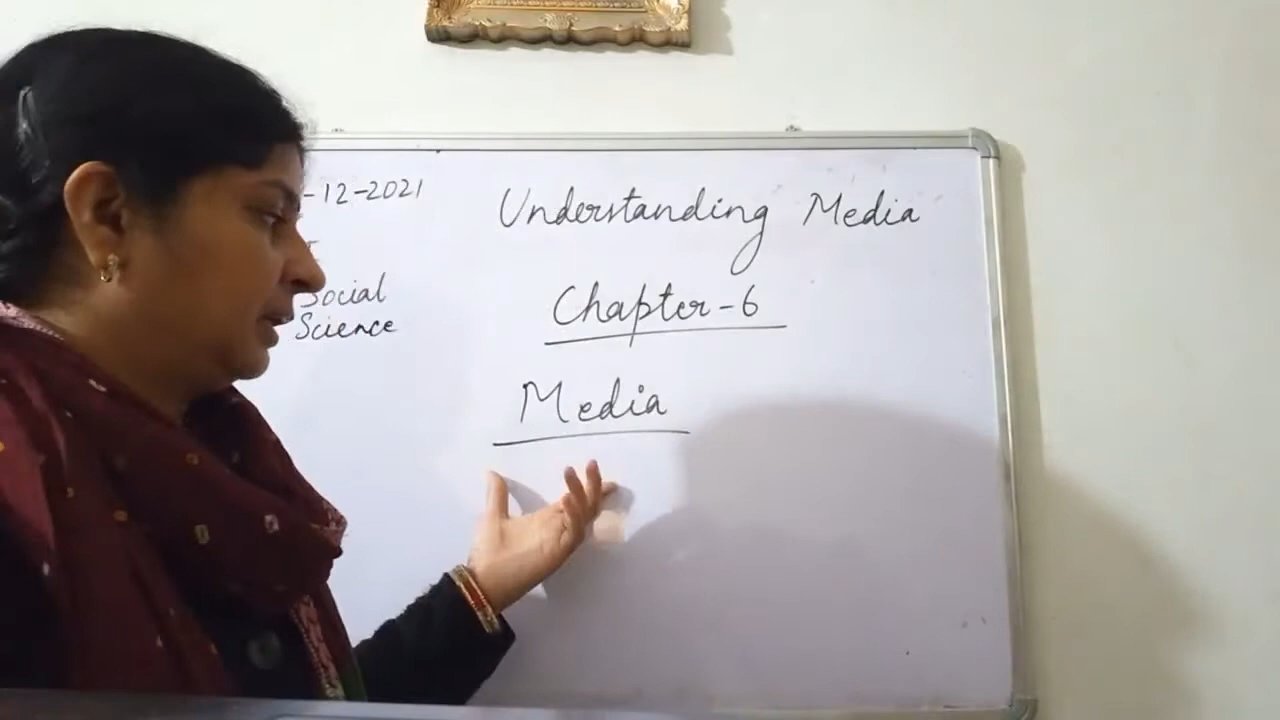 -12-2021
Understanding Media
Social
Science
Chapter-6
Media